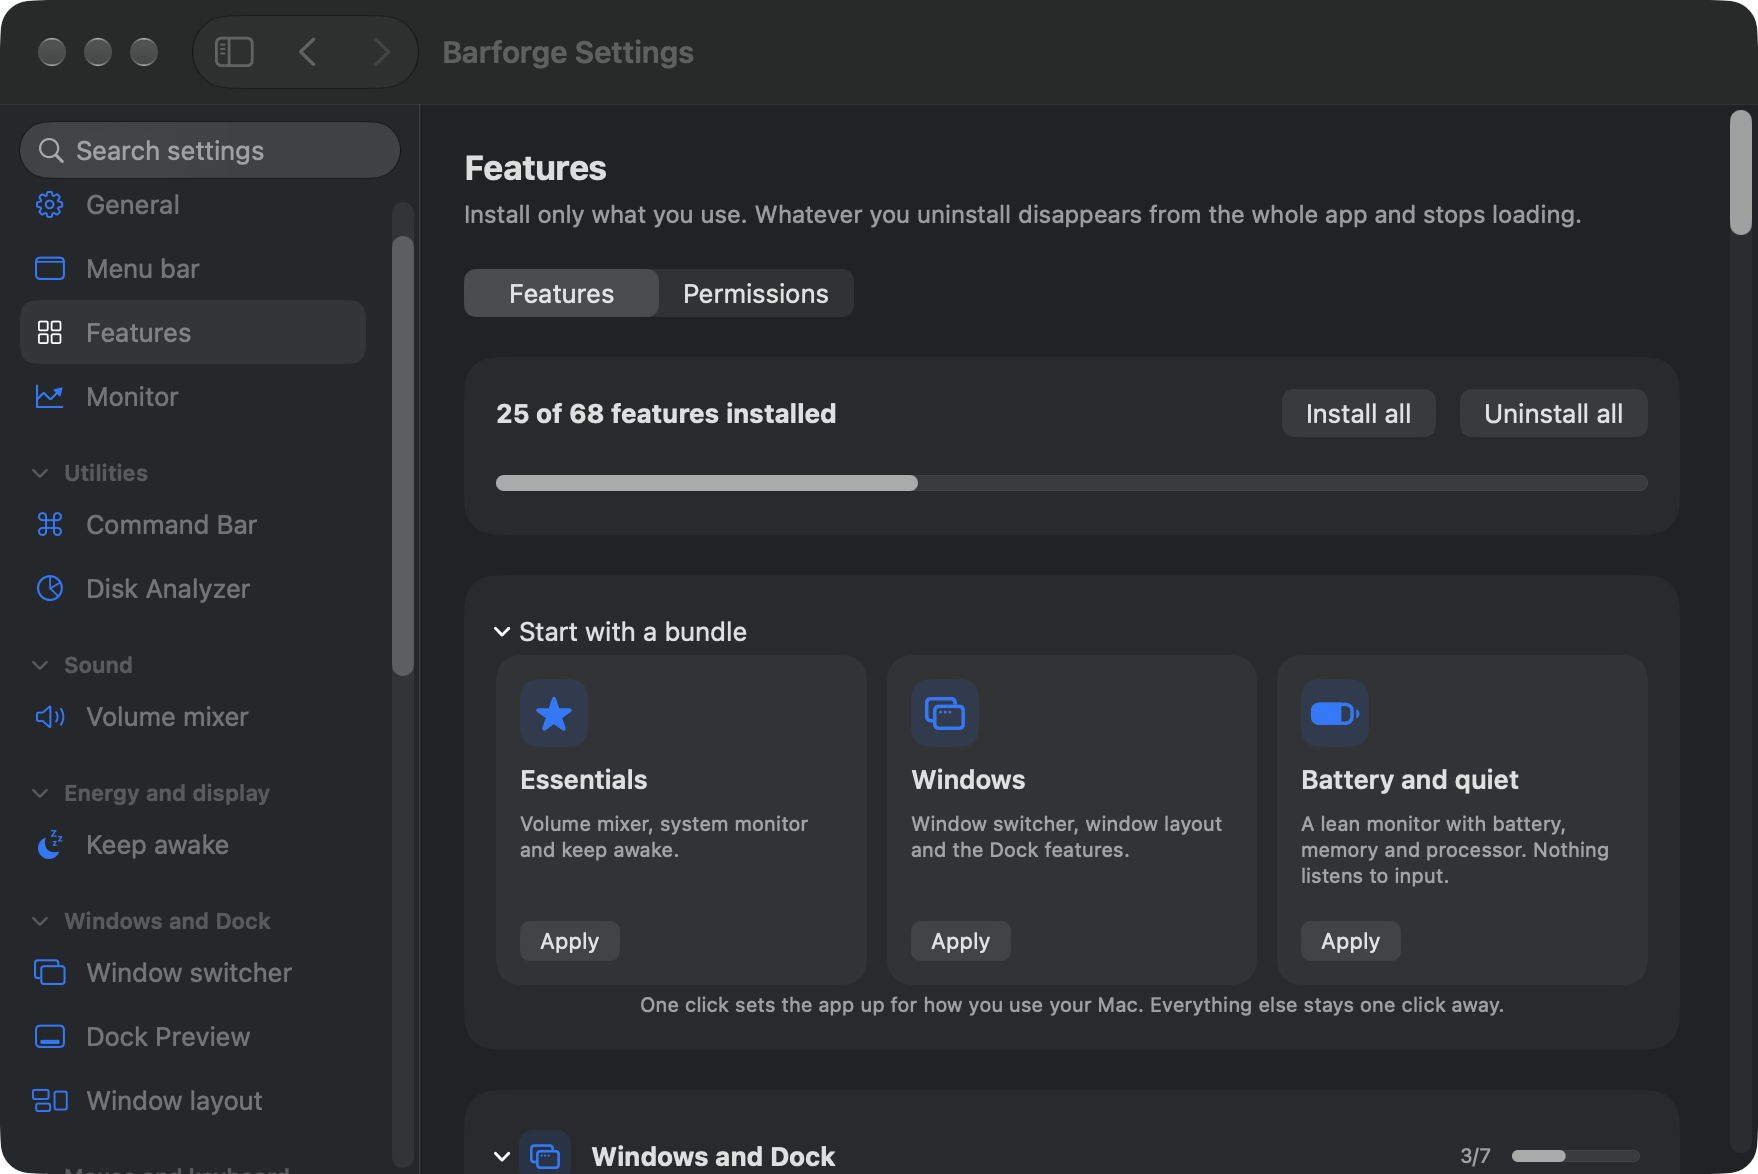 Barforge Settings
Search settings
General
Menu bar
Features
Monitor
Utilities
Command Bar
Disk Analyzer
Sound
Volume mixer
Energy and display
Keep awake
Windows and Dock
Window switcher
Dock Preview
Window layout
Mouse and keyboard
Features
Install only what you use. Whatever you uninstall disappears from the whole app and stops loading.
Features
Permissions
25 of 68 features installed
Install all
Uninstall all
Start with a bundle
Essentials
Volume mixer, system monitor
and keep awake.
Apply
Windows
Window switcher, window layout
and the Dock features.
Apply
Battery and quiet
A lean monitor with battery,
memory and processor. Nothing
listens to input.
Apply
One click sets the app up for how you use your Mac. Everything else stays one click away.
Windows and Dock
3/7